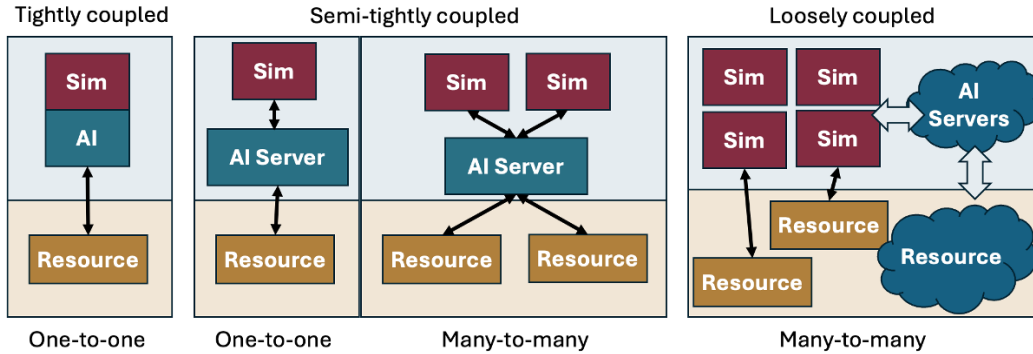 Tightly coupled
Semi-tightly coupled
Loosely coupled
Sim
AI
Resource
Sim
AI Server
Resource
Sim
Sim
AI Server
Resource
Resource
Sim
Sim
Sim
Sim
AI
Servers
Resource
Resource
Resource
One-to-one
One-to-one
Many-to-many
Many-to-many